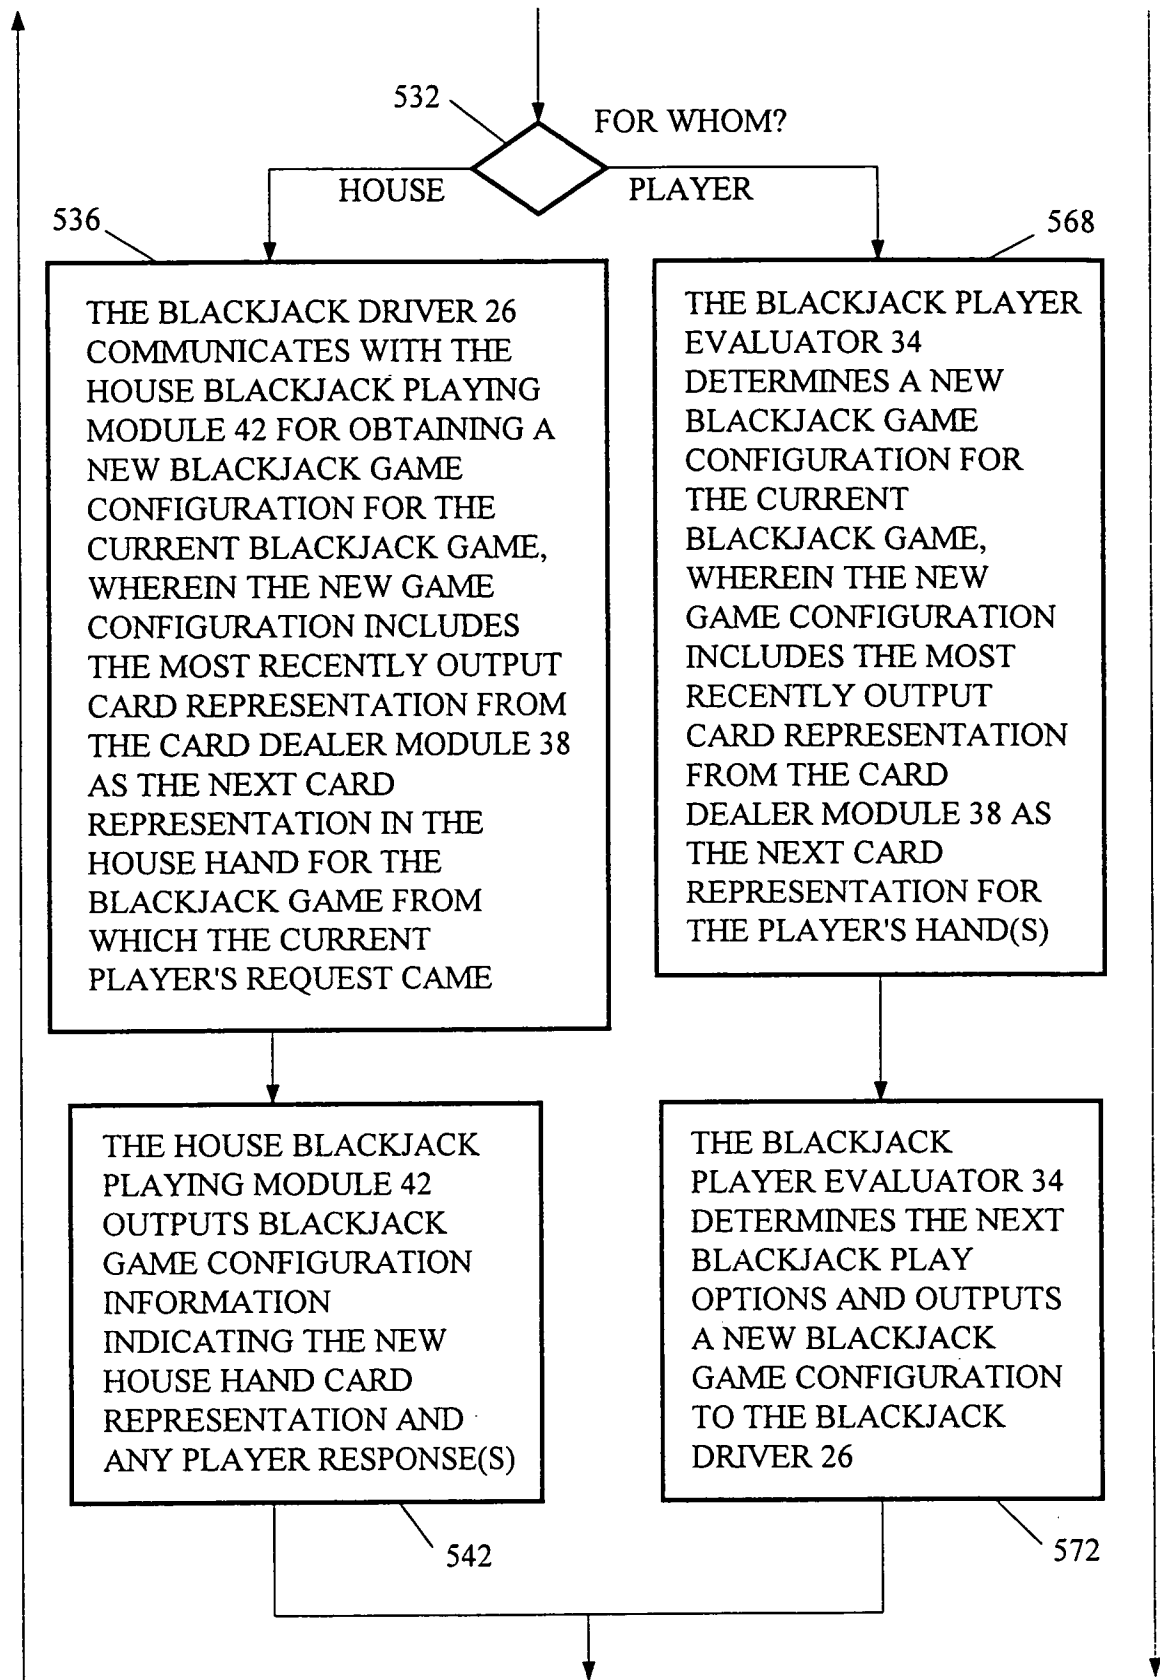 532
FOR WHOM?
HOUSE
PLAYER
536
568
THE BLACKJACK DRIVER 26
COMMUNICATES WITH THE
HOUSE BLACKJACK PLAYING
MODULE 42 FOR OBTAINING A
NEW BLACKJACK GAME
CONFIGURATION FOR THE
CURRENT BLACKJACK GAME,
WHEREIN THE NEW GAME
CONFIGURATION INCLUDES
THE MOST RECENTLY OUTPUT
CARD REPRESENTATION FROM
THE CARD DEALER MODULE 38
AS THE NEXT CARD
REPRESENTATION IN THE
HOUSE HAND FOR THE
BLACKJACK GAME FROM
WHICH THE CURRENT
PLAYER'S REQUEST CAME
THE BLACKJACK PLAYER
EVALUATOR 34
DETERMINES A NEW
BLACKJACK GAME
CONFIGURATION FOR
THE CURRENT
BLACKJACK GAME,
WHEREIN THE NEW
GAME CONFIGURATION
INCLUDES THE MOST
RECENTLY OUTPUT
CARD REPRESENTATION
FROM THE CARD
DEALER MODULE 38 AS
THE NEXT CARD
REPRESENTATION FOR
THE PLAYER'S HAND(S)
THE HOUSE BLACKJACK
PLAYING MODULE 42
OUTPUTS BLACKJACK
GAME CONFIGURATION
INFORMATION
INDICATING THE NEW
HOUSE HAND CARD
REPRESENTATION AND
ANY PLAYER RESPONSE(S)
THE BLACKJACK
PLAYER EVALUATOR 34
DETERMINES THE NEXT
BLACKJACK PLAY
OPTIONS AND OUTPUTS
A NEW BLACKJACK
GAME CONFIGURATION
TO THE BLACKJACK
DRIVER 26
542
572